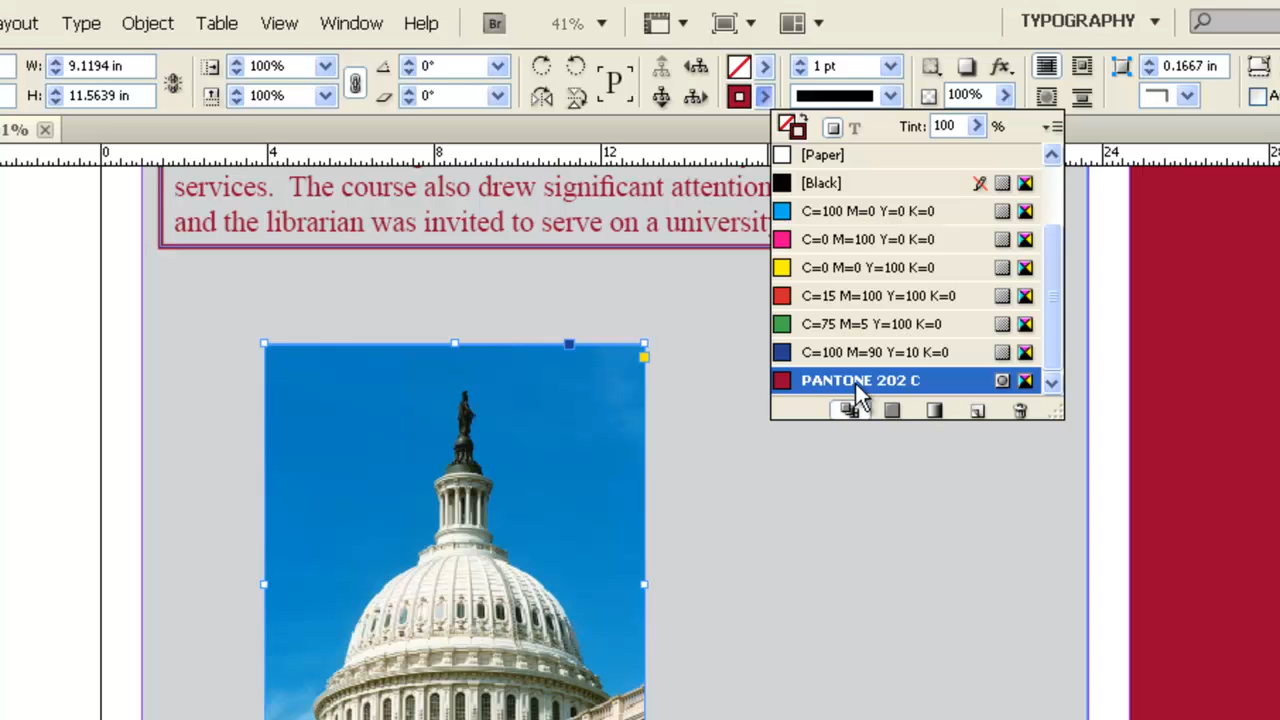 ayout Type Object Table View Window Help Br 41% TYPOGRAPHY
W: 9.1194 in 100% 0° P 1 pt fx. 0.1667 in
H: 11.5639 in 100% 0° 100% A
1% Tint: 100 %
0 4 8 12 24 28
[Paper]
[Black]
C=100 M=0 Y=0 K=0
C=0 M=100 Y=0 K=0
C=0 M=0 Y=100 K=0
C=15 M=100 Y=100 K=0
C=75 M=5 Y=100 K=0
C=100 M=90 Y=10 K=0
PANTONE 202 C
services. The course also drew significant attention
and the librarian was invited to serve on a university